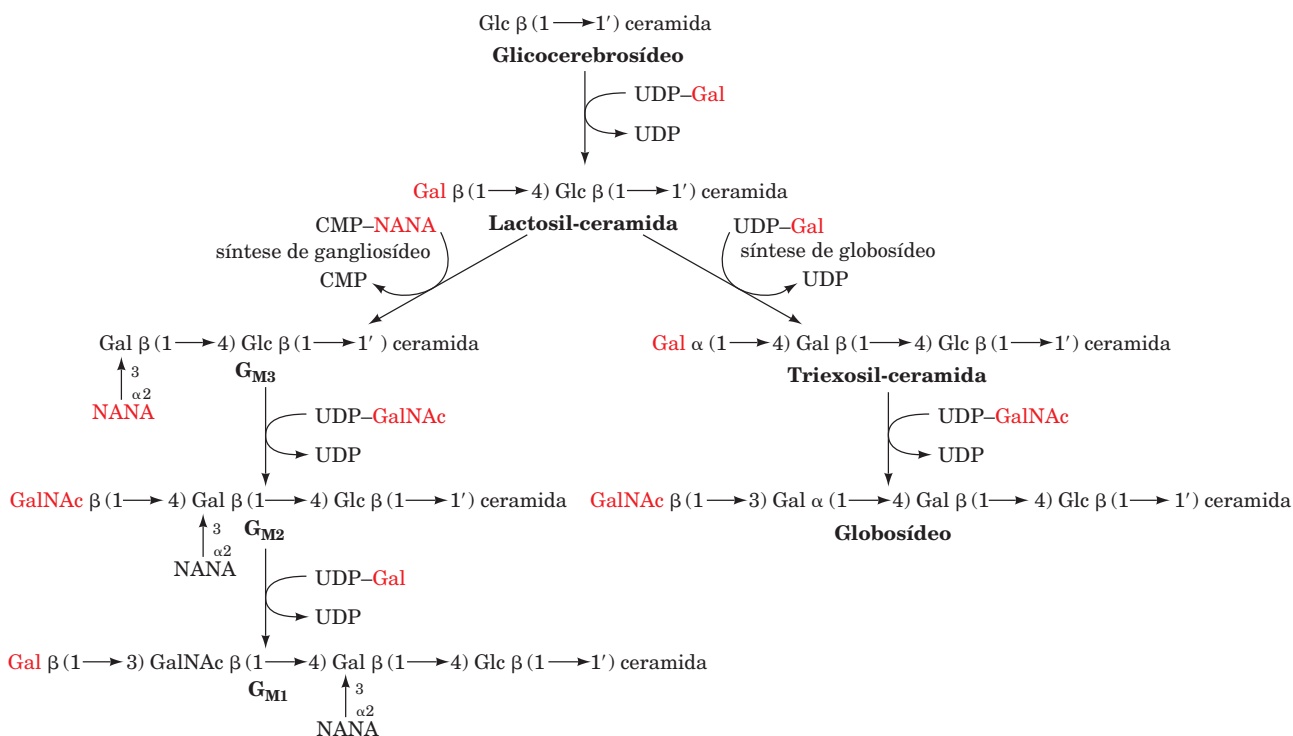 Glc β (1⟶1′) ceramida
Glicocerebrosídeo
UDP–Gal
UDP
Gal β (1⟶4) Glc β (1⟶1′) ceramida
Lactosil-ceramida
CMP–NANA
síntese de gangliosídeo
CMP
UDP–Gal
síntese de globosídeo
UDP
Gal β (1⟶4) Glc β (1⟶1′ ) ceramida
GM3
3
α2
NANA
UDP–GalNAc
UDP
Gal α (1⟶4) Gal β (1⟶4) Glc β (1⟶1′) ceramida
Triexosil-ceramida
UDP–GalNAc
UDP
GalNAc β (1⟶4) Gal β (1⟶4) Glc β (1⟶1′) ceramida
GM2
3
α2
NANA
GalNAc β (1⟶3) Gal α (1⟶4) Gal β (1⟶4) Glc β (1⟶1′) ceramida
Globosídeo
UDP–Gal
UDP
Gal β (1⟶3) GalNAc β (1⟶4) Gal β (1⟶4) Glc β (1⟶1′) ceramida
GM1
3
α2
NANA